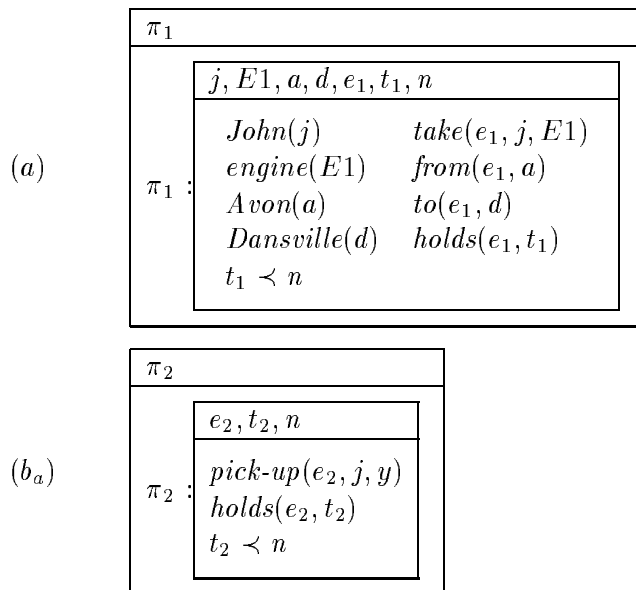 π₁
j, E1, a, d, e₁, t₁, n
John(j) take(e₁, j, E1)
(a) π₁ : engine(E1) from(e₁, a)
Avon(a) to(e₁, d)
Dansville(d) holds(e₁, t₁)
t₁ ≺ n
π₂
e₂, t₂, n
(bₐ) π₂ : pick-up(e₂, j, y)
holds(e₂, t₂)
t₂ ≺ n